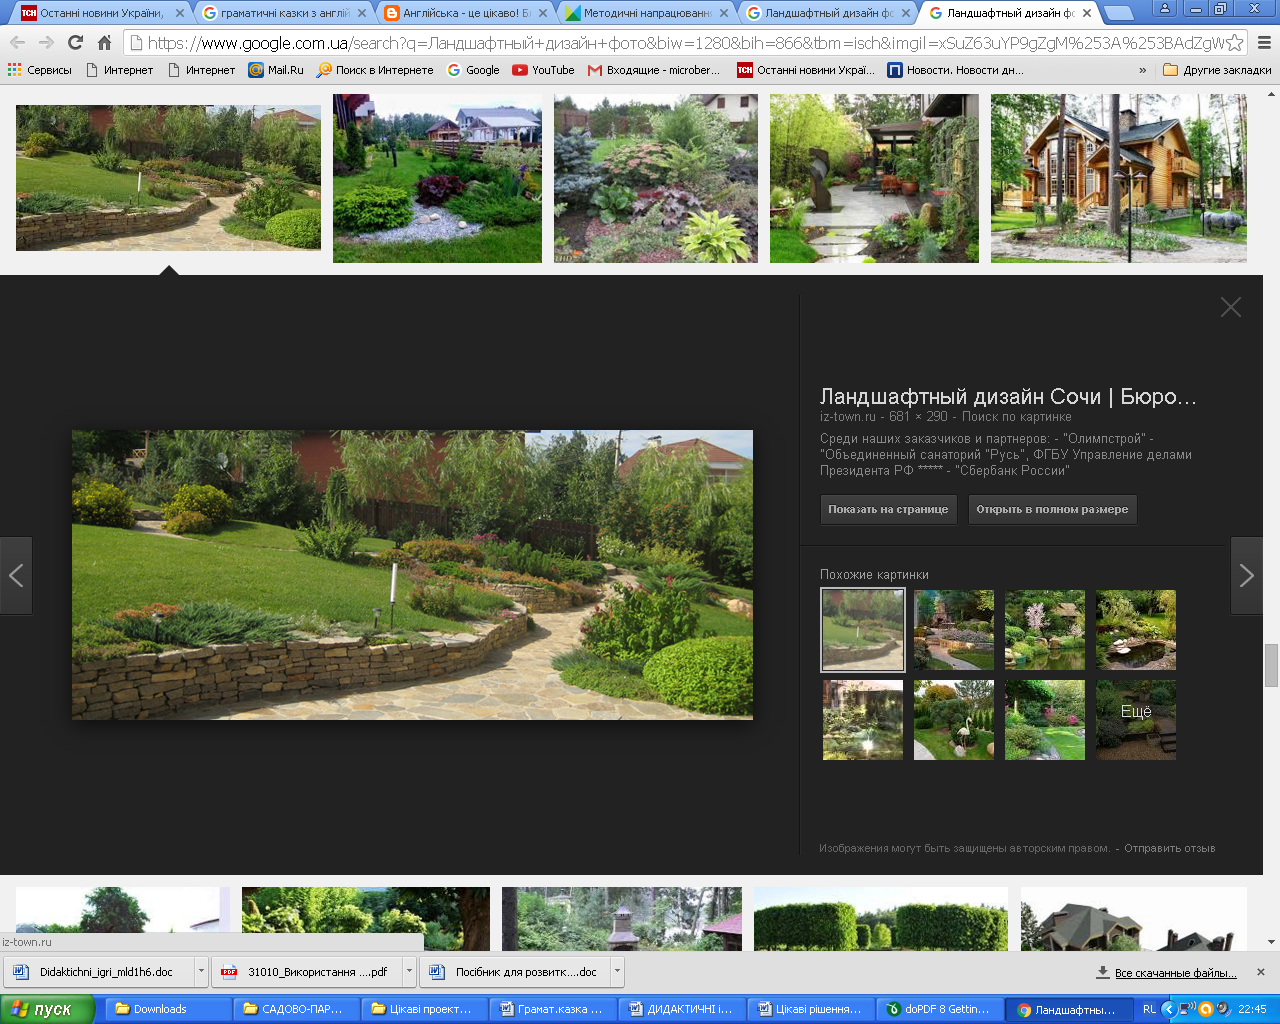 Останні новини України,
граматичні казки з англій
Англійська - це цікаво! Б
Методичні напрацювання
Ландшафтный дизайн фо
Ландшафтный дизайн фо
https://www.google.com.ua/search?q=Ландшафтный+дизайн+фото&biw=1280&bih=866&tbm=isch&imgil=xSuZ63uYP9gZgM%253A%253BAdZgW
Сервисы
Интернет
Интернет
Mail.Ru
Поиск в Интернете
Google
YouTube
Входящие - microber...
ТСН Останні новини Украї...
Новости. Новости дн...
»
Другие закладки
Ландшафтный дизайн Сочи | Бюро...
iz-town.ru - 681 × 290 - Поиск по картинке
Среди наших заказчиков и партнеров: - "Олимпстрой" -
"Объединенный санаторий "Русь", ФГБУ Управление делами
Президента РФ ***** - "Сбербанк России"
Показать на странице
Открыть в полном размере
Похожие картинки
Ещё
Изображения могут быть защищены авторским правом. - Отправить отзыв
iz-town.ru
Didaktichni_igri_mld1h6.doc
31010_Використання ....pdf
Посібник для розвитк....doc
Все скачанные файлы...
пуск
Downloads
САДОВО-ПАР...
Цікаві проект...
Грамат.казка ...
ДИДАКТИЧНІ і...
Цікаві рішення...
doPDF 8 Gettin...
Ландшафтны...
RL
22:45